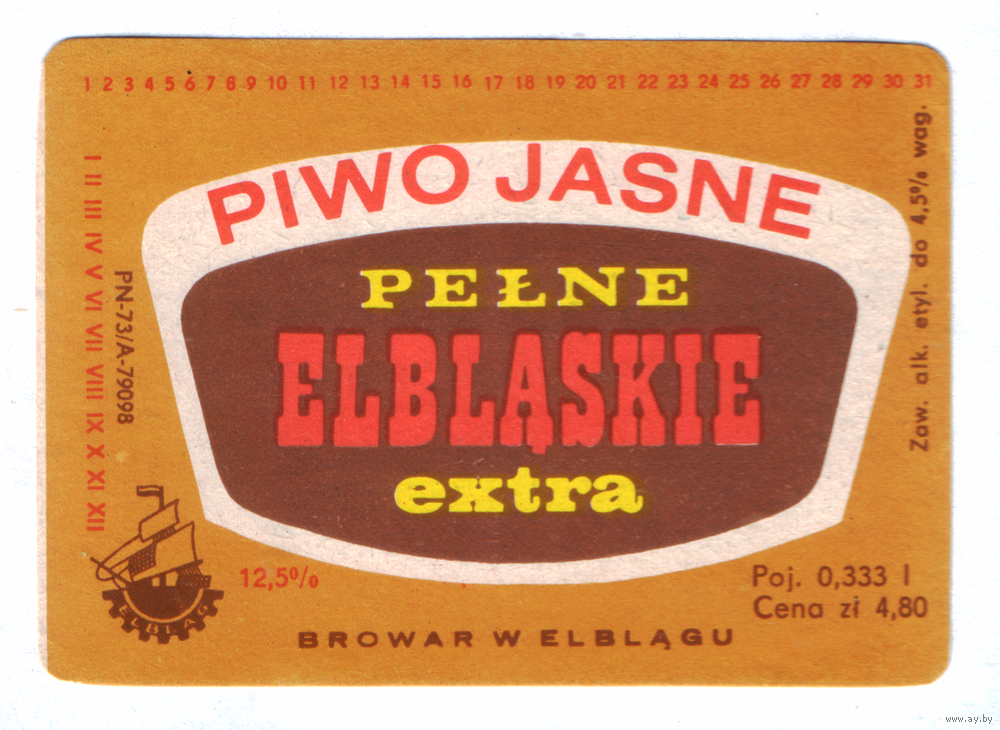 1 2 3 4 5 6 7 8 9 10 11 12 13 14 15 16 17 18 19 20 21 22 23 24 25 26 27 28 29 30 31
I II III IV V VI VII VIII IX X XI XII
PN-73/A-79098
PIWO JASNE
PEŁNE
ELBLĄSKIE
extra
Zaw. alk. etyl. do 4,5% wag.
ELBLĄG
12,5%
Poj. 0,333 l
Cena zł 4,80
BROWAR W ELBLĄGU
www.ay.by